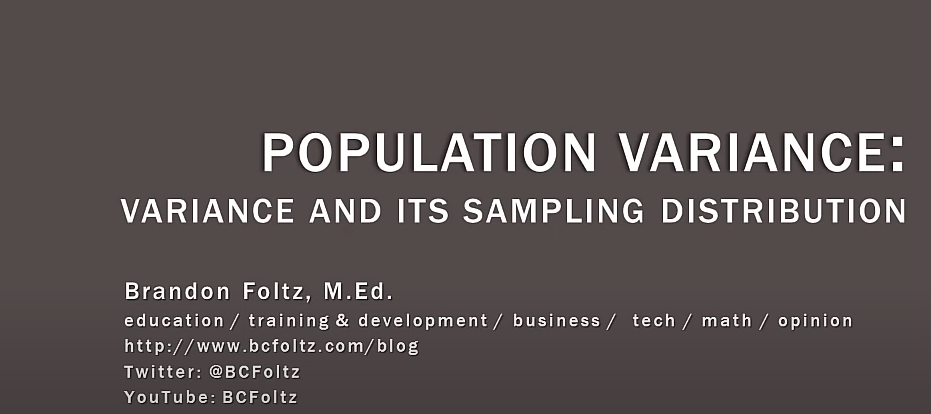 POPULATION VARIANCE:
VARIANCE AND ITS SAMPLING DISTRIBUTION
Brandon Foltz, M.Ed.
education / training & development / business / tech / math / opinion
http://www.bcfoltz.com/blog
Twitter: @BCFoltz
YouTube: BCFoltz